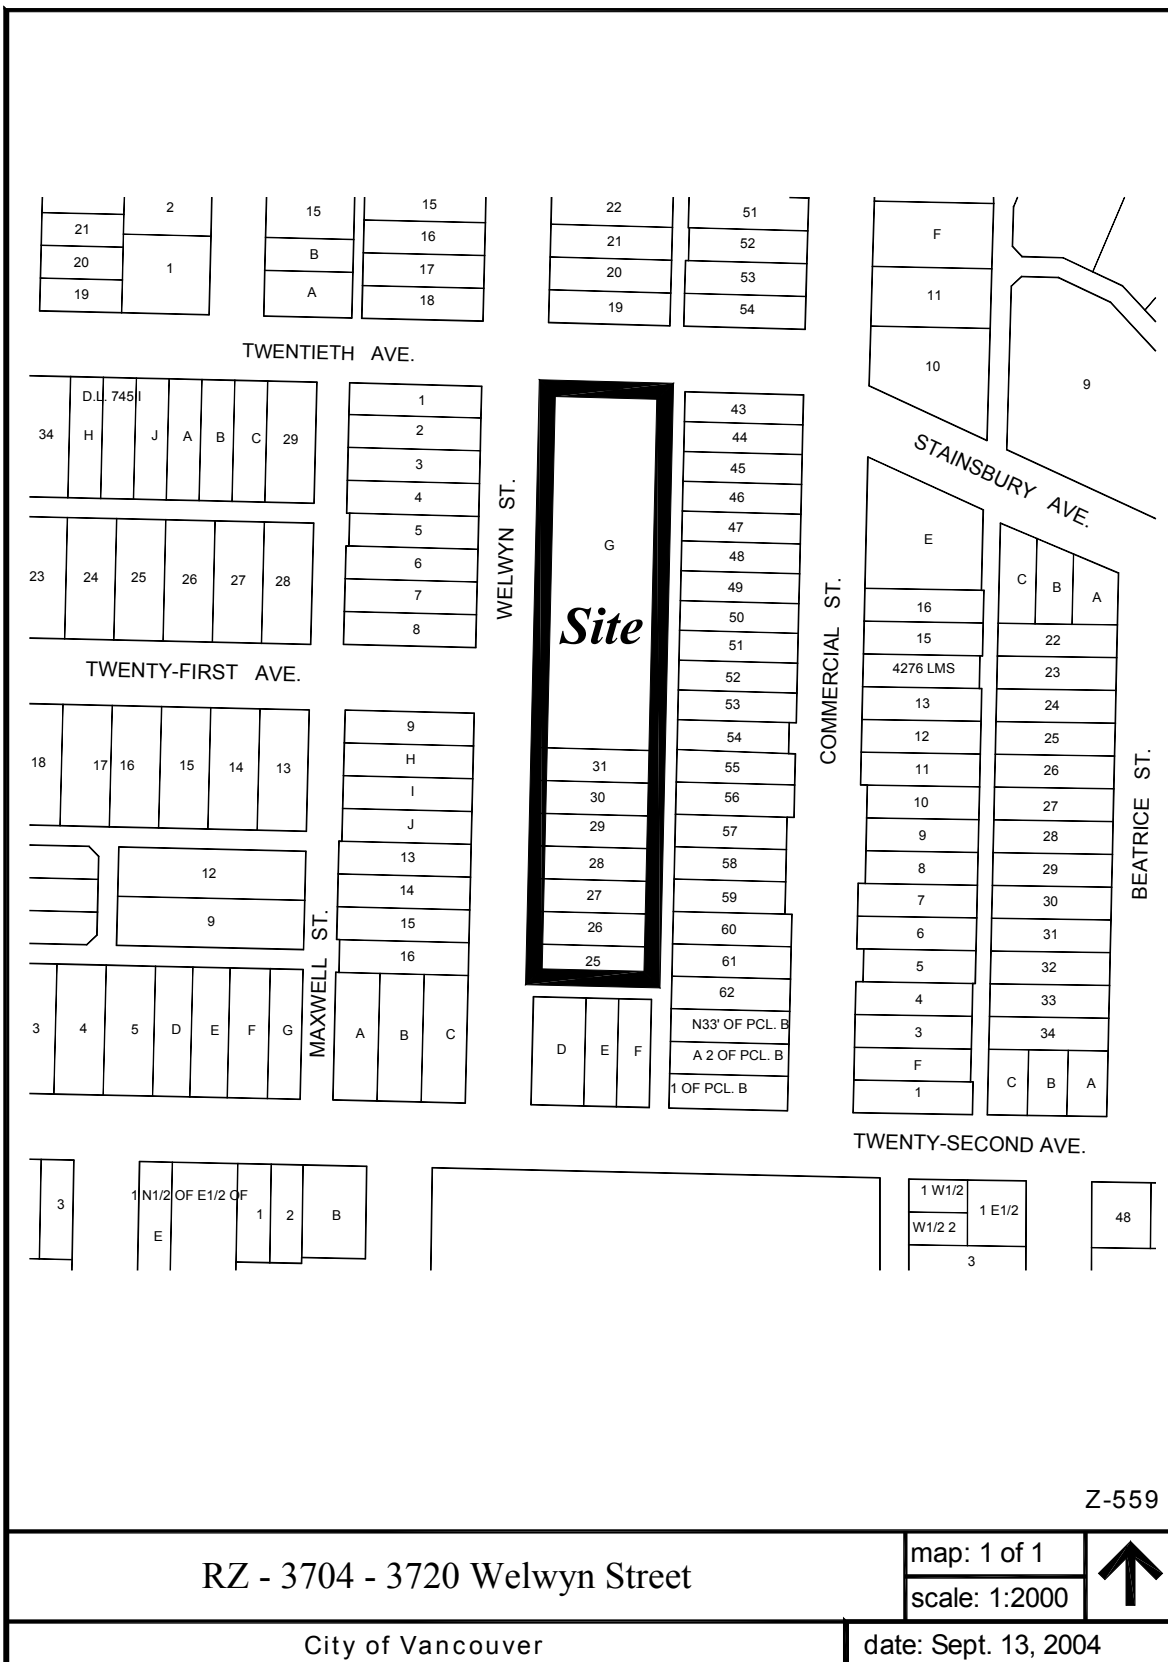 2 15 15 22 51
21 16 21 52 F
20 1 B 17 20 53 11
19 A 18 19 54
TWENTIETH AVE.
10 9
D.L. 745 I
34 H J A B C 29
1
2
3
4
5
6
7
8
WELWYN ST.
G
Site
31
30
29
28
27
26
25
43
44
45
46
47
48
49
50
51
52
53
54
55
56
57
58
59
60
61
62
N33' OF PCL. B
A 2 OF PCL. B
1 OF PCL. B
COMMERCIAL ST.
STAINSBURY AVE.
E
16
15
4276 LMS
13
12
11
10
9
8
7
6
5
4
3
F
1
C B A
22
23
24
25
26
27
28
29
30
31
32
33
34
C B A
BEATRICE ST.
23 24 25 26 27 28
TWENTY-FIRST AVE.
18 17 16 15 14 13
9
H
I
J
13
14
15
16
12
9
MAXWELL ST.
3 4 5 D E F G
A B C
D E F
TWENTY-SECOND AVE.
3
1 N1/2 OF E1/2 OF
E
1 2 B
1 W1/2
1 E1/2
W1/2 2
3
48
Z-559
RZ - 3704 - 3720 Welwyn Street
map: 1 of 1
scale: 1:2000
City of Vancouver
date: Sept. 13, 2004